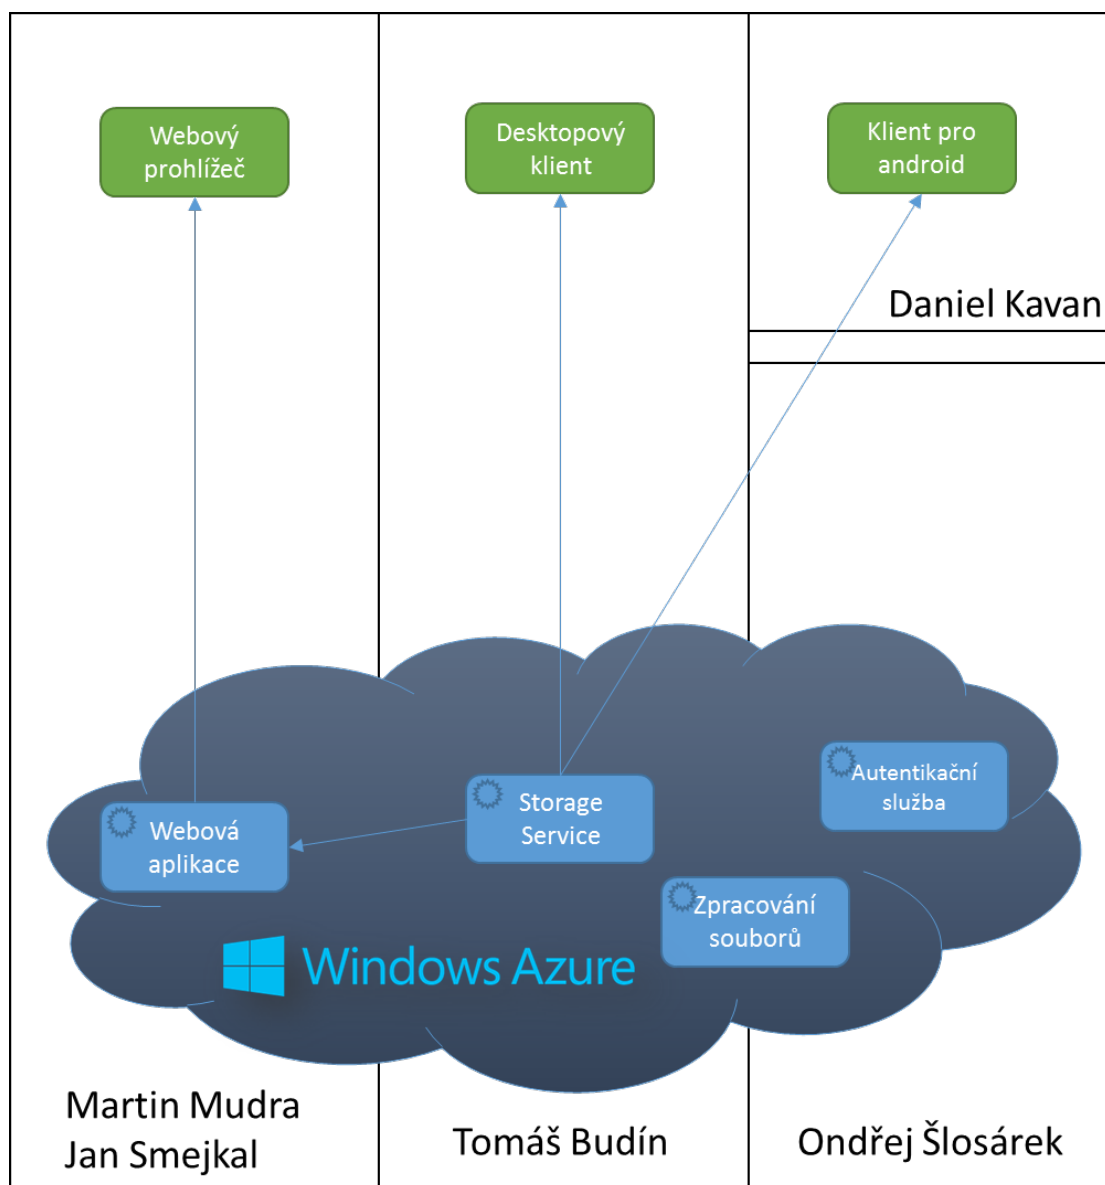 Webový
prohlížeč
Desktopový
klient
Klient pro
android
Daniel Kavan
Autentikační
služba
Storage
Service
Webová
aplikace
Zpracování
souborů
Windows Azure
Martin Mudra
Jan Smejkal
Tomáš Budín
Ondřej Šlosárek